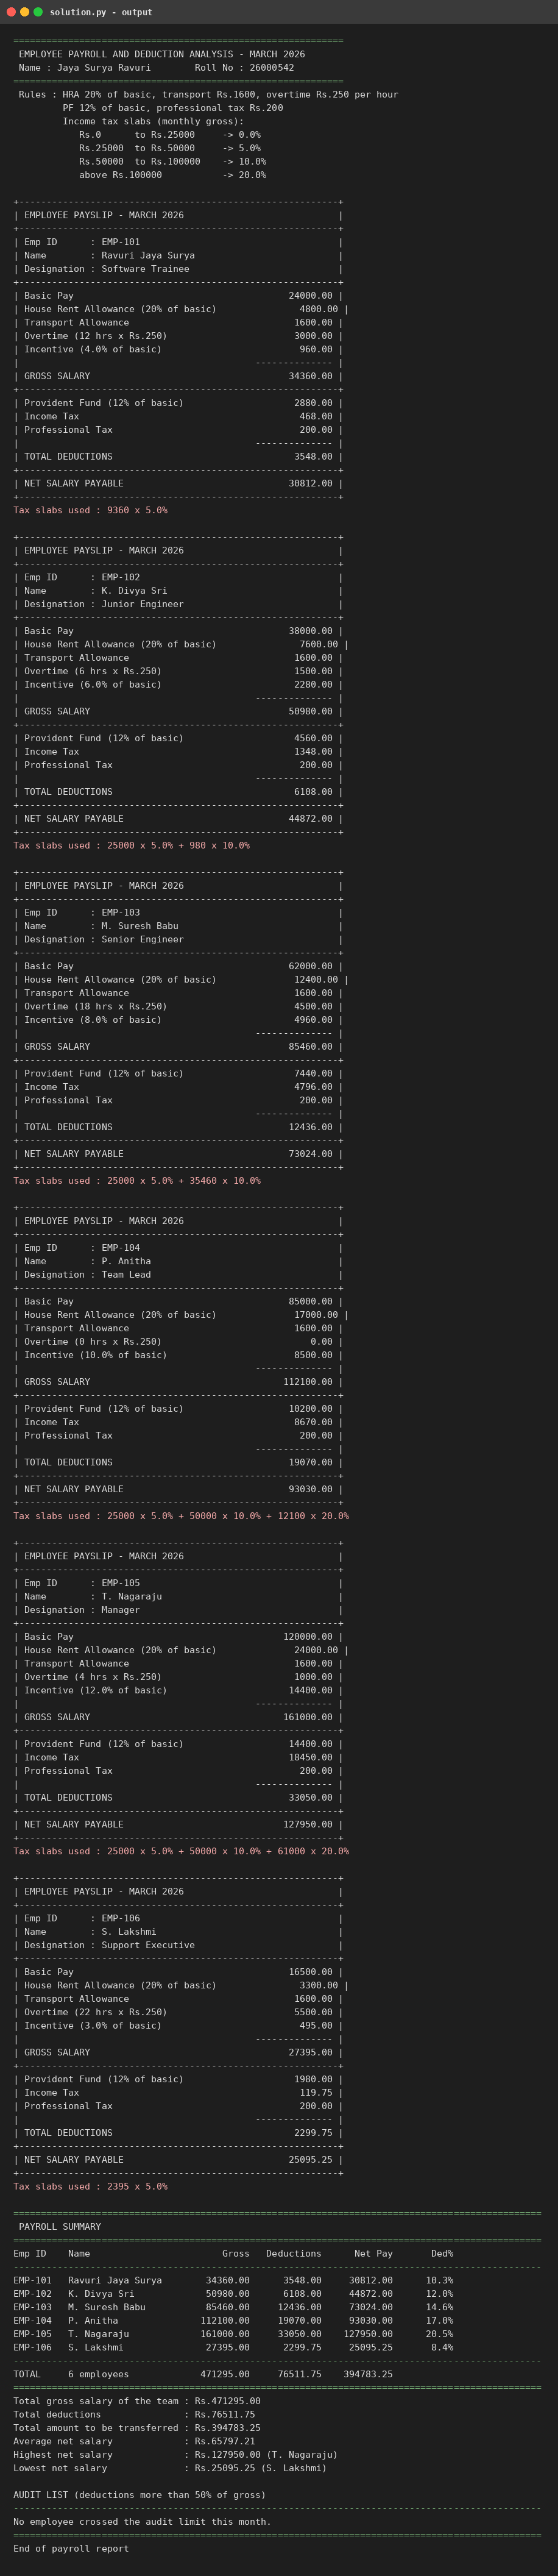 solution.py - output
============================================================
 EMPLOYEE PAYROLL AND DEDUCTION ANALYSIS - MARCH 2026
 Name : Jaya Surya Ravuri        Roll No : 26000542
============================================================
 Rules : HRA 20% of basic, transport Rs.1600, overtime Rs.250 per hour
         PF 12% of basic, professional tax Rs.200
         Income tax slabs (monthly gross):
            Rs.0      to Rs.25000     -> 0.0%
            Rs.25000  to Rs.50000     -> 5.0%
            Rs.50000  to Rs.100000    -> 10.0%
            above Rs.100000           -> 20.0%

+----------------------------------------------------------+
| EMPLOYEE PAYSLIP - MARCH 2026                            |
+----------------------------------------------------------+
| Emp ID      : EMP-101                                    |
| Name        : Ravuri Jaya Surya                          |
| Designation : Software Trainee                           |
+----------------------------------------------------------+
| Basic Pay                                       24000.00 |
| House Rent Allowance (20% of basic)               4800.00 |
| Transport Allowance                              1600.00 |
| Overtime (12 hrs x Rs.250)                       3000.00 |
| Incentive (4.0% of basic)                         960.00 |
|                                           -------------- |
| GROSS SALARY                                    34360.00 |
+----------------------------------------------------------+
| Provident Fund (12% of basic)                    2880.00 |
| Income Tax                                        468.00 |
| Professional Tax                                  200.00 |
|                                           -------------- |
| TOTAL DEDUCTIONS                                 3548.00 |
+----------------------------------------------------------+
| NET SALARY PAYABLE                              30812.00 |
+----------------------------------------------------------+
Tax slabs used : 9360 x 5.0%

+----------------------------------------------------------+
| EMPLOYEE PAYSLIP - MARCH 2026                            |
+----------------------------------------------------------+
| Emp ID      : EMP-102                                    |
| Name        : K. Divya Sri                               |
| Designation : Junior Engineer                            |
+----------------------------------------------------------+
| Basic Pay                                       38000.00 |
| House Rent Allowance (20% of basic)               7600.00 |
| Transport Allowance                              1600.00 |
| Overtime (6 hrs x Rs.250)                        1500.00 |
| Incentive (6.0% of basic)                        2280.00 |
|                                           -------------- |
| GROSS SALARY                                    50980.00 |
+----------------------------------------------------------+
| Provident Fund (12% of basic)                    4560.00 |
| Income Tax                                       1348.00 |
| Professional Tax                                  200.00 |
|                                           -------------- |
| TOTAL DEDUCTIONS                                 6108.00 |
+----------------------------------------------------------+
| NET SALARY PAYABLE                              44872.00 |
+----------------------------------------------------------+
Tax slabs used : 25000 x 5.0% + 980 x 10.0%

+----------------------------------------------------------+
| EMPLOYEE PAYSLIP - MARCH 2026                            |
+----------------------------------------------------------+
| Emp ID      : EMP-103                                    |
| Name        : M. Suresh Babu                             |
| Designation : Senior Engineer                            |
+----------------------------------------------------------+
| Basic Pay                                       62000.00 |
| House Rent Allowance (20% of basic)              12400.00 |
| Transport Allowance                              1600.00 |
| Overtime (18 hrs x Rs.250)                       4500.00 |
| Incentive (8.0% of basic)                        4960.00 |
|                                           -------------- |
| GROSS SALARY                                    85460.00 |
+----------------------------------------------------------+
| Provident Fund (12% of basic)                    7440.00 |
| Income Tax                                       4796.00 |
| Professional Tax                                  200.00 |
|                                           -------------- |
| TOTAL DEDUCTIONS                                12436.00 |
+----------------------------------------------------------+
| NET SALARY PAYABLE                              73024.00 |
+----------------------------------------------------------+
Tax slabs used : 25000 x 5.0% + 35460 x 10.0%

+----------------------------------------------------------+
| EMPLOYEE PAYSLIP - MARCH 2026                            |
+----------------------------------------------------------+
| Emp ID      : EMP-104                                    |
| Name        : P. Anitha                                  |
| Designation : Team Lead                                  |
+----------------------------------------------------------+
| Basic Pay                                       85000.00 |
| House Rent Allowance (20% of basic)              17000.00 |
| Transport Allowance                              1600.00 |
| Overtime (0 hrs x Rs.250)                           0.00 |
| Incentive (10.0% of basic)                       8500.00 |
|                                           -------------- |
| GROSS SALARY                                   112100.00 |
+----------------------------------------------------------+
| Provident Fund (12% of basic)                   10200.00 |
| Income Tax                                       8670.00 |
| Professional Tax                                  200.00 |
|                                           -------------- |
| TOTAL DEDUCTIONS                                19070.00 |
+----------------------------------------------------------+
| NET SALARY PAYABLE                              93030.00 |
+----------------------------------------------------------+
Tax slabs used : 25000 x 5.0% + 50000 x 10.0% + 12100 x 20.0%

+----------------------------------------------------------+
| EMPLOYEE PAYSLIP - MARCH 2026                            |
+----------------------------------------------------------+
| Emp ID      : EMP-105                                    |
| Name        : T. Nagaraju                                |
| Designation : Manager                                    |
+----------------------------------------------------------+
| Basic Pay                                      120000.00 |
| House Rent Allowance (20% of basic)              24000.00 |
| Transport Allowance                              1600.00 |
| Overtime (4 hrs x Rs.250)                        1000.00 |
| Incentive (12.0% of basic)                      14400.00 |
|                                           -------------- |
| GROSS SALARY                                   161000.00 |
+----------------------------------------------------------+
| Provident Fund (12% of basic)                   14400.00 |
| Income Tax                                      18450.00 |
| Professional Tax                                  200.00 |
|                                           -------------- |
| TOTAL DEDUCTIONS                                33050.00 |
+----------------------------------------------------------+
| NET SALARY PAYABLE                             127950.00 |
+----------------------------------------------------------+
Tax slabs used : 25000 x 5.0% + 50000 x 10.0% + 61000 x 20.0%

+----------------------------------------------------------+
| EMPLOYEE PAYSLIP - MARCH 2026                            |
+----------------------------------------------------------+
| Emp ID      : EMP-106                                    |
| Name        : S. Lakshmi                                 |
| Designation : Support Executive                          |
+----------------------------------------------------------+
| Basic Pay                                       16500.00 |
| House Rent Allowance (20% of basic)               3300.00 |
| Transport Allowance                              1600.00 |
| Overtime (22 hrs x Rs.250)                       5500.00 |
| Incentive (3.0% of basic)                         495.00 |
|                                           -------------- |
| GROSS SALARY                                    27395.00 |
+----------------------------------------------------------+
| Provident Fund (12% of basic)                    1980.00 |
| Income Tax                                        119.75 |
| Professional Tax                                  200.00 |
|                                           -------------- |
| TOTAL DEDUCTIONS                                 2299.75 |
+----------------------------------------------------------+
| NET SALARY PAYABLE                              25095.25 |
+----------------------------------------------------------+
Tax slabs used : 2395 x 5.0%

================================================================================================
 PAYROLL SUMMARY
================================================================================================
Emp ID    Name                        Gross   Deductions      Net Pay       Ded%
------------------------------------------------------------------------------------------------
EMP-101   Ravuri Jaya Surya        34360.00      3548.00     30812.00      10.3%
EMP-102   K. Divya Sri             50980.00      6108.00     44872.00      12.0%
EMP-103   M. Suresh Babu           85460.00     12436.00     73024.00      14.6%
EMP-104   P. Anitha               112100.00     19070.00     93030.00      17.0%
EMP-105   T. Nagaraju             161000.00     33050.00    127950.00      20.5%
EMP-106   S. Lakshmi               27395.00      2299.75     25095.25       8.4%
------------------------------------------------------------------------------------------------
TOTAL     6 employees             471295.00     76511.75    394783.25
================================================================================================
Total gross salary of the team : Rs.471295.00
Total deductions               : Rs.76511.75
Total amount to be transferred : Rs.394783.25
Average net salary             : Rs.65797.21
Highest net salary             : Rs.127950.00 (T. Nagaraju)
Lowest net salary              : Rs.25095.25 (S. Lakshmi)

AUDIT LIST (deductions more than 50% of gross)
------------------------------------------------------------------------------------------------
No employee crossed the audit limit this month.
================================================================================================
End of payroll report